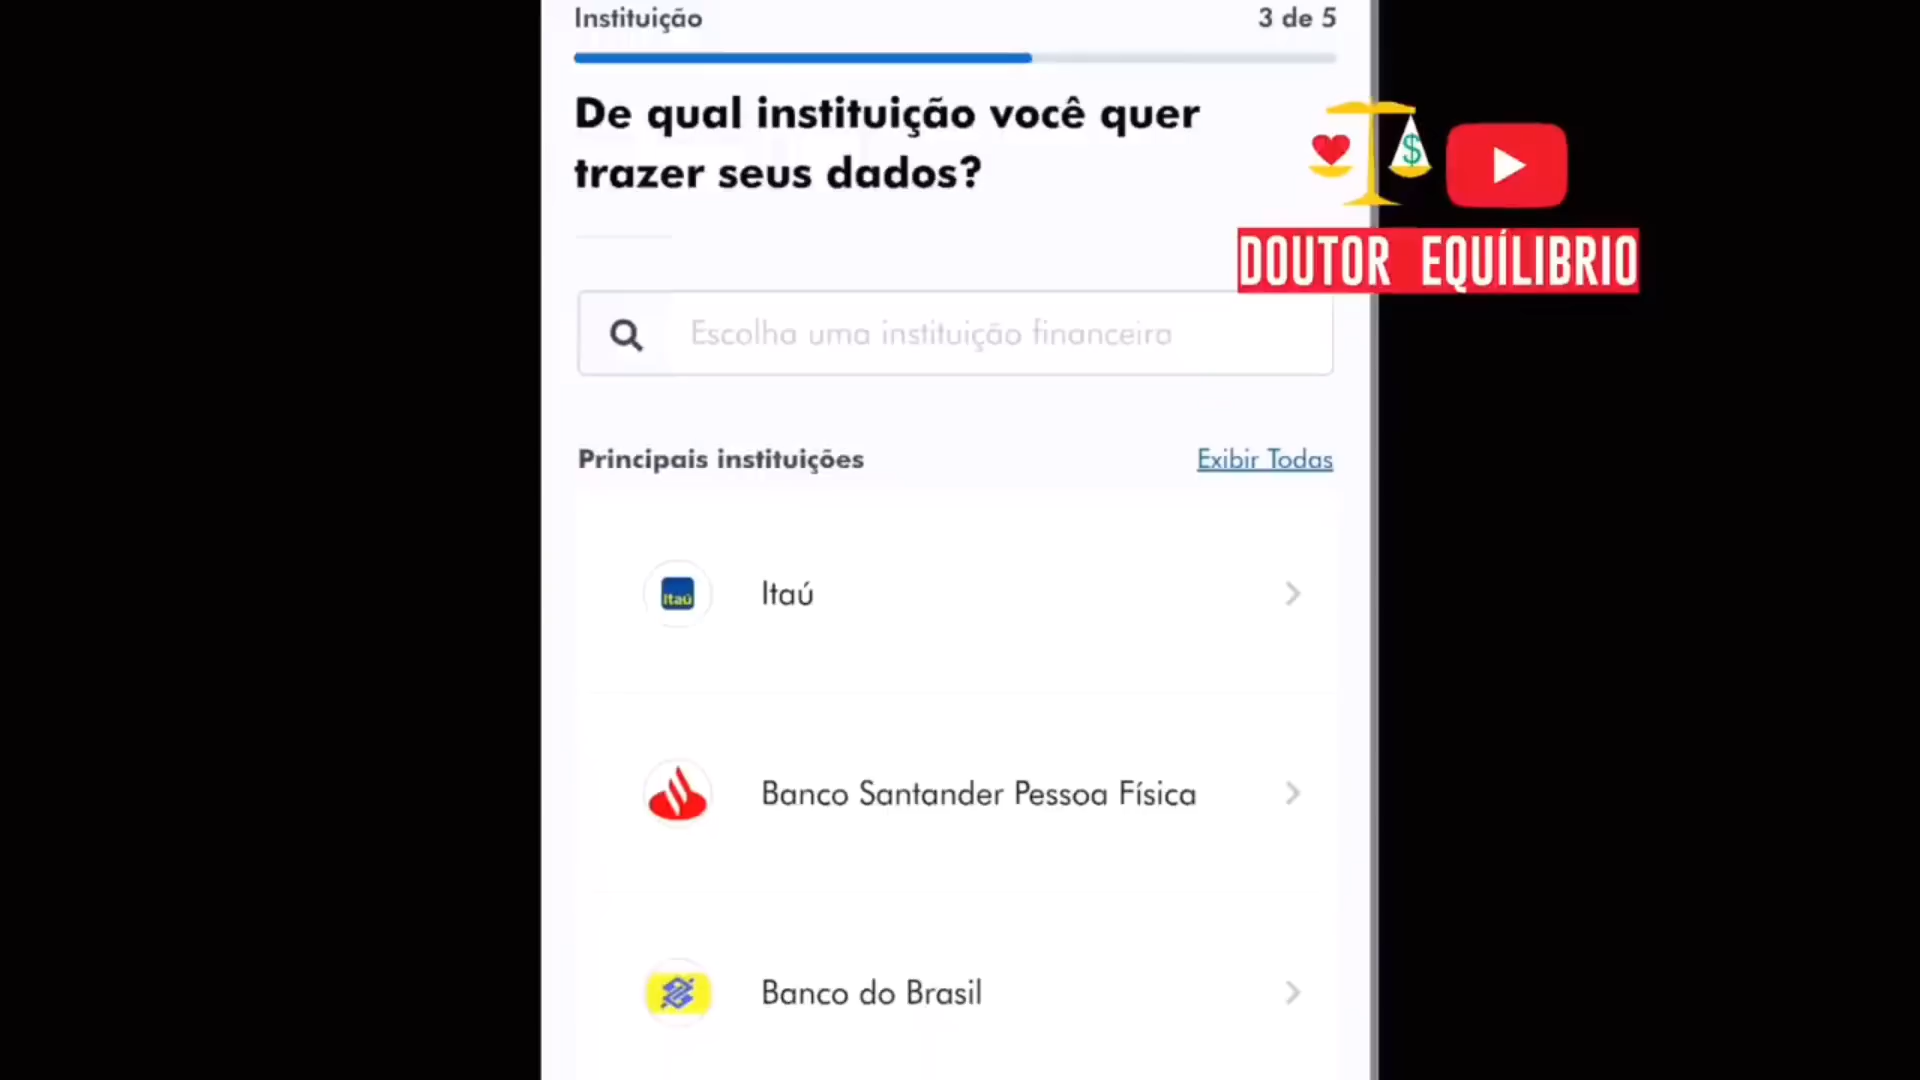 Instituição
3 de 5
De qual instituição você quer
trazer seus dados?
DOUTOR EQUÍLIBRIO
Escolha uma instituição financeira
Principais instituições
Exibir Todas
Itaú
Itaú
Banco Santander Pessoa Física
Banco do Brasil